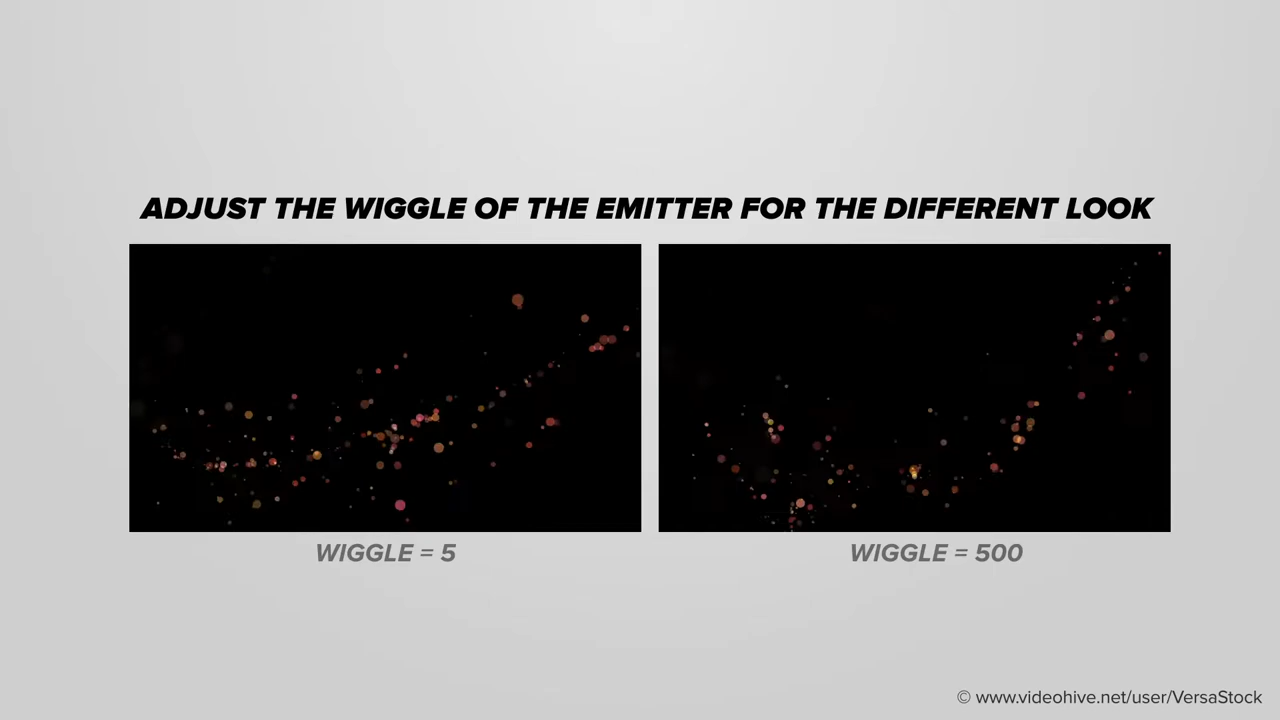 ADJUST THE WIGGLE OF THE EMITTER FOR THE DIFFERENT LOOK
WIGGLE = 5
WIGGLE = 500
© www.videohive.net/user/VersaStock